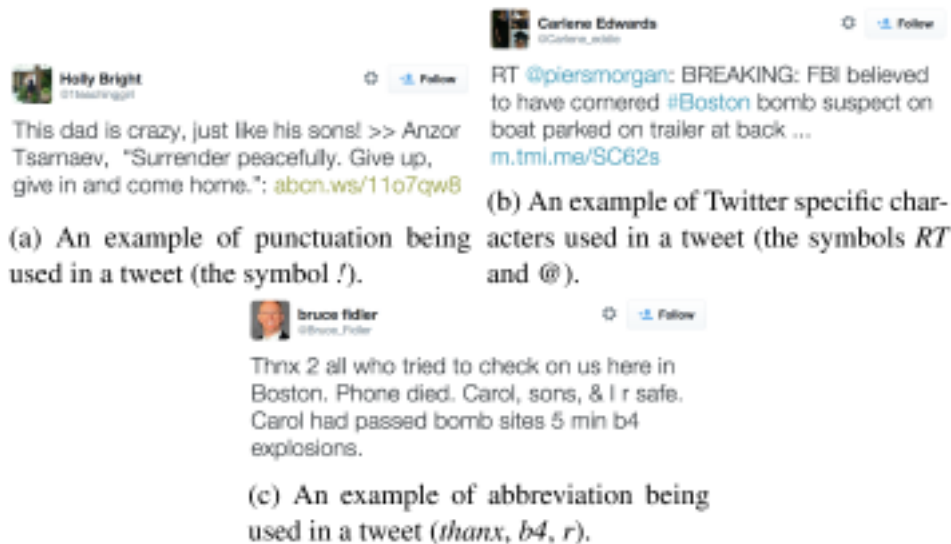 Holly Bright
Follow
This dad is crazy, just like his sons! >> Anzor
Tsarnaev, "Surrender peacefully. Give up,
give in and come home.": abcn.ws/11o7qw8
(a) An example of punctuation being
used in a tweet (the symbol !).
Carlene Edwards
Follow
RT @piersmorgan: BREAKING: FBI believed
to have cornered #Boston bomb suspect on
boat parked on trailer at back ...
m.tmi.me/SC62s
(b) An example of Twitter specific char-
acters used in a tweet (the symbols RT
and @).
bruce fidler
@Bruce_Fidler
Follow
Thnx 2 all who tried to check on us here in
Boston. Phone died. Carol, sons, & I r safe.
Carol had passed bomb sites 5 min b4
explosions.
(c) An example of abbreviation being
used in a tweet (thanx, b4, r).